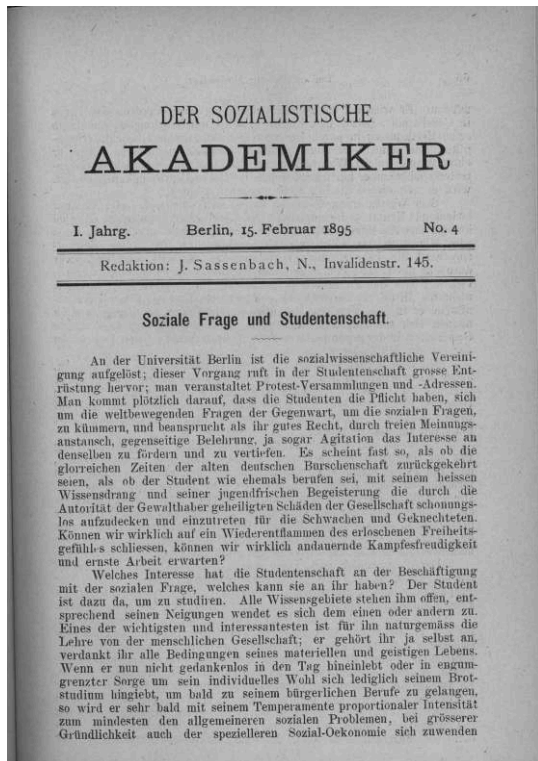 DER SOZIALISTISCHE
AKADEMIKER
I. Jahrg. Berlin, 15. Februar 1895 No. 4
Redaktion: J. Sassenbach, N., Invalidenstr. 145.
Soziale Frage und Studentenschaft.
An der Universität Berlin ist die sozialwissenschaftliche Vereini-
gung aufgelöst; dieser Vorgang ruft in der Studentenschaft grosse Ent-
rüstung hervor; man veranstaltet Protest-Versammlungen und -Adressen.
Man kommt plötzlich darauf, dass die Studenten die Pflicht haben, sich
um die weltbewegenden Fragen der Gegenwart, um die sozialen Fragen,
zu kümmern, und beansprucht als ihr gutes Recht, durch freien Meinungs-
austausch, gegenseitige Belehrung, ja sogar Agitation das Interesse an
denselben zu fördern und zu vertiefen. Es scheint fast so, als ob die
glorreichen Zeiten der alten deutschen Burschenschaft zurückgekehrt
seien, als ob der Student wie ehemals berufen sei, mit seinem heissen
Wissensdrang und seiner jugendfrischen Begeisterung die durch die
Autorität der Gewalthaber geheiligten Schäden der Gesellschaft schonungs-
los aufzudecken und einzutreten für die Schwachen und Geknechteten.
Können wir wirklich auf ein Wiederentflammen des erloschenen Freiheits-
gefühles schliessen, können wir wirklich andauernde Kampfesfreudigkeit
und ernste Arbeit erwarten?
Welches Interesse hat die Studentenschaft an der Beschäftigung
mit der sozialen Frage, welches kann sie an ihr haben? Der Student
ist dazu da, um zu studiren. Alle Wissensgebiete stehen ihm offen, ent-
sprechend seinen Neigungen wendet es sich dem einen oder andern zu.
Eines der wichtigsten und interessantesten ist für ihn naturgemäss die
Lehre von der menschlichen Gesellschaft; er gehört ihr ja selbst an,
verdankt ihr alle Bedingungen seines materiellen und geistigen Lebens.
Wenn er nun nicht gedankenlos in den Tag hineinlebt oder in engum-
grenzter Sorge um sein individuelles Wohl sich lediglich seinem Brot-
studium hingiebt, um bald zu seinem bürgerlichen Berufe zu gelangen,
so wird er sehr bald mit seinem Temperamente proportionaler Intensität
zum mindesten den allgemeineren sozialen Problemen, bei grösserer
Gründlichkeit auch der spezielleren Sozial-Oekonomie sich zuwenden